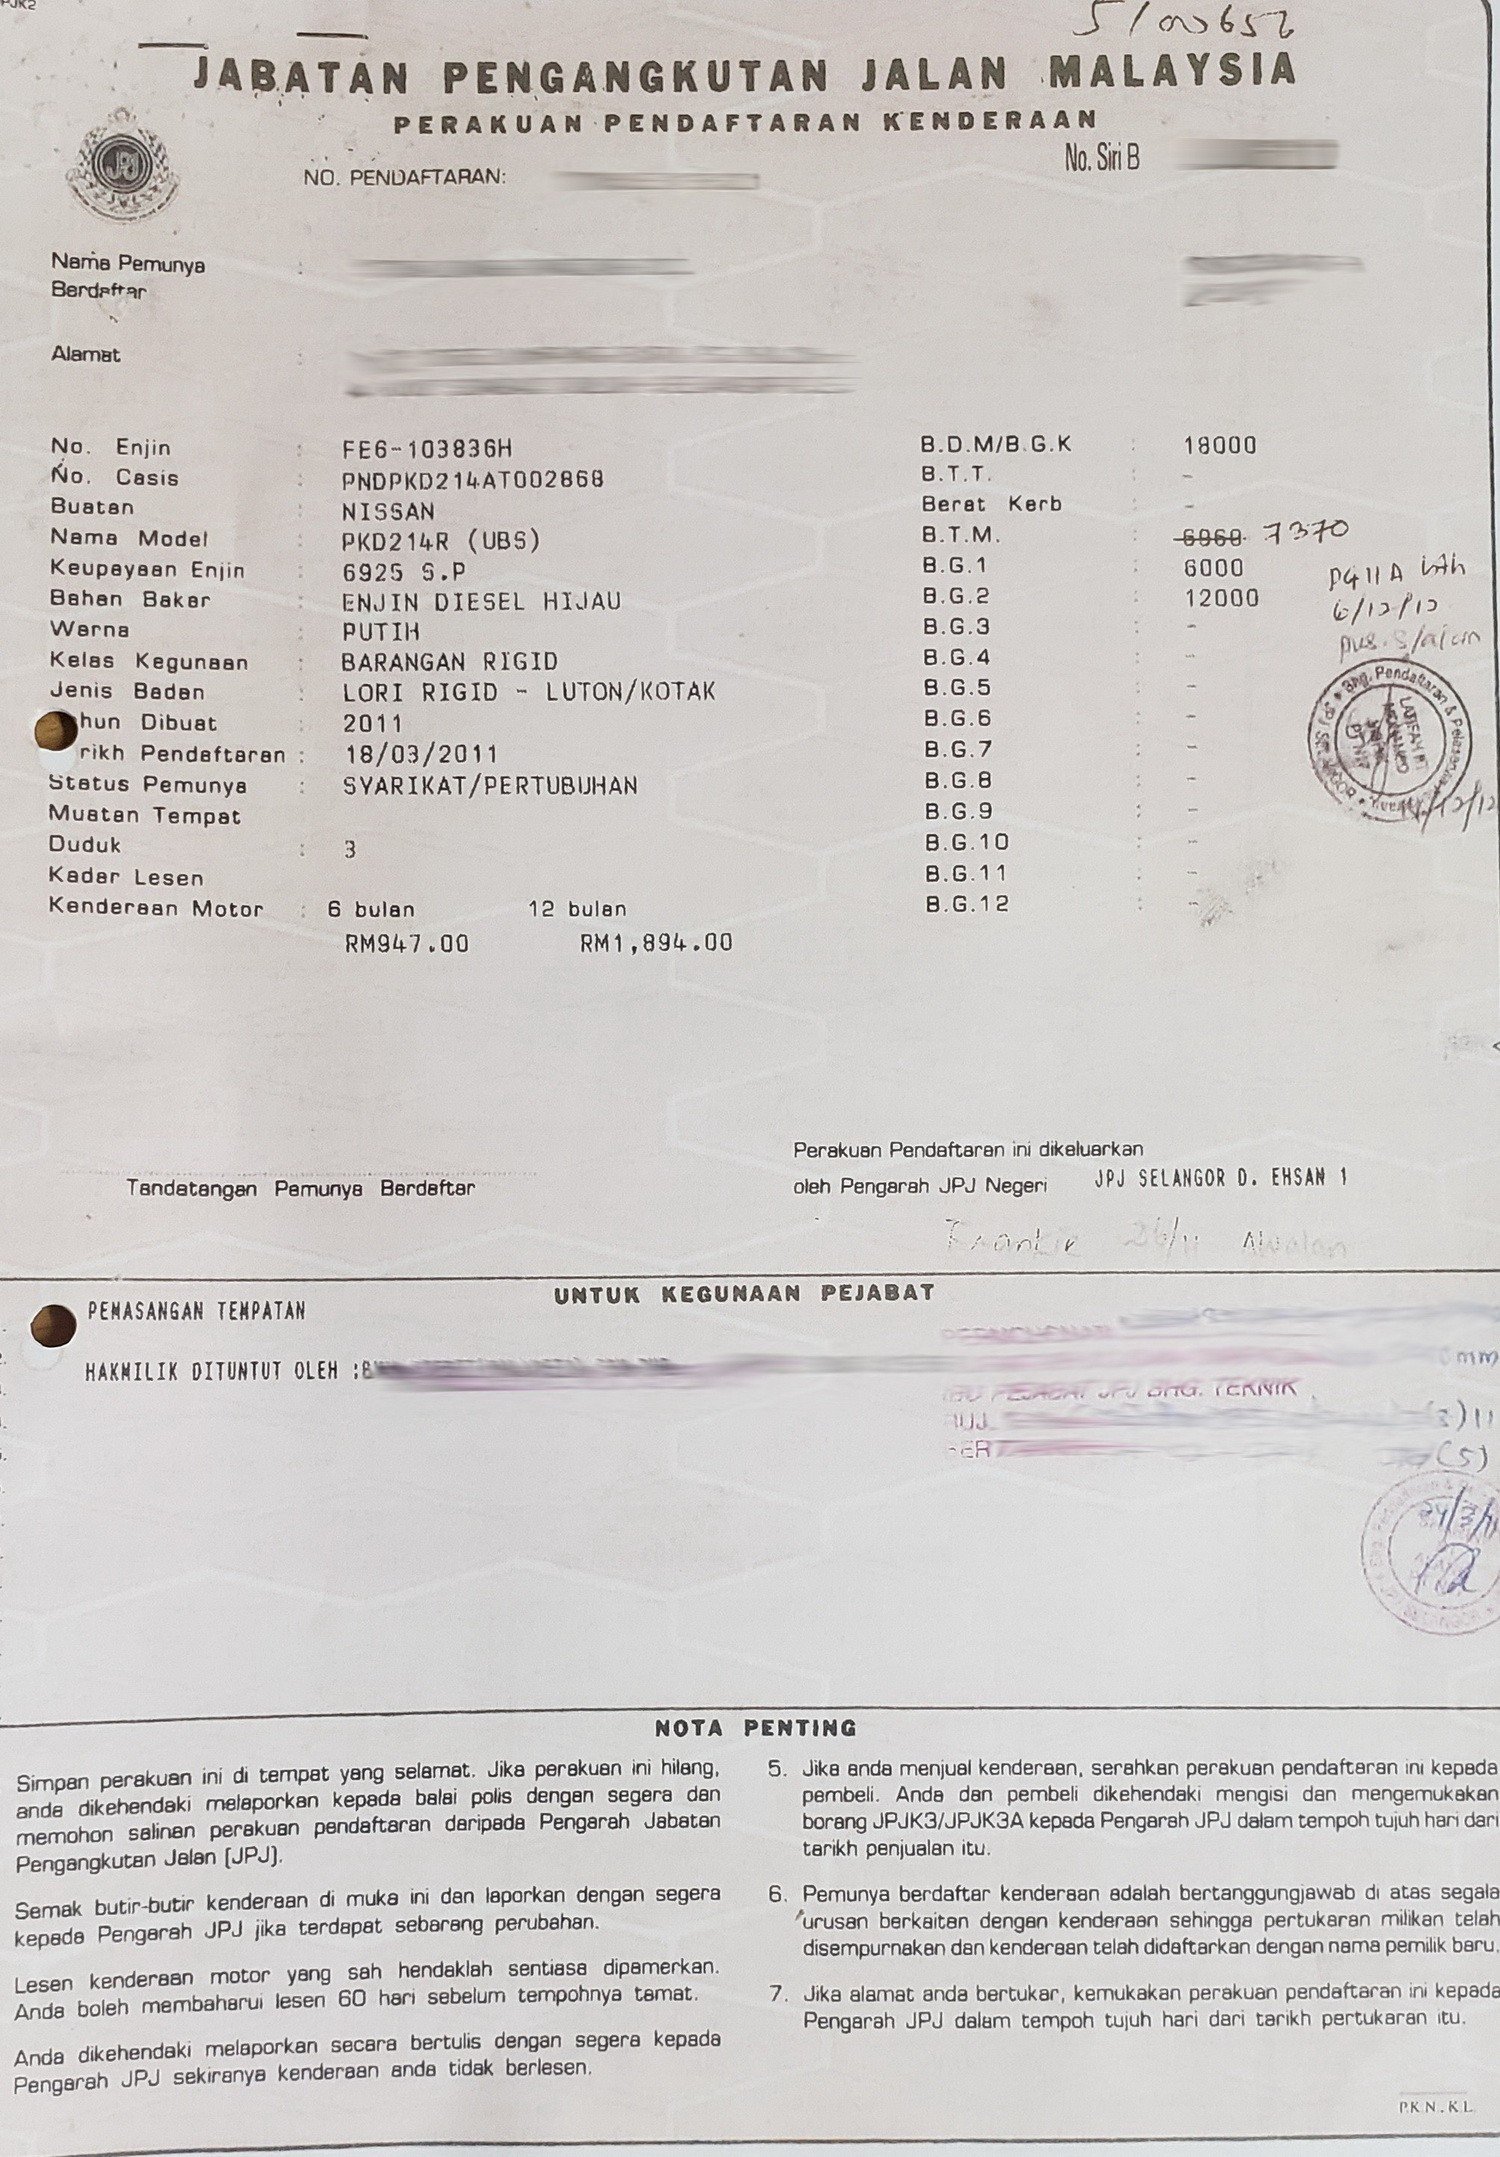 JABATAN PENGANGKUTAN JALAN MALAYSIA
PERAKUAN PENDAFTARAN KENDERAAN
No. Siri B
NO. PENDAFTARAN:
Nama Pemunya :
Berdaftar
Alamat :
No. Enjin : FE6-103836H
No. Casis : PNDPKD214AT002868
Buatan : NISSAN
Nama Model : PKD214R (UBS)
Keupayaan Enjin : 6925 S.P
Bahan Bakar : ENJIN DIESEL HIJAU
Warna : PUTIH
Kelas Kegunaan : BARANGAN RIGID
Jenis Badan : LORI RIGID - LUTON/KOTAK
hun Dibuat : 2011
rikh Pendaftaran : 18/03/2011
Status Pemunya : SYARIKAT/PERTUBUHAN
Muatan Tempat
Duduk : 3
Kadar Lesen
Kenderaan Motor : 6 bulan 12 bulan
RM947.00 RM1,894.00
B.D.M/B.G.K : 18000
B.T.T. : -
Berat Kerb : -
B.T.M. : 6960 7370
B.G.1 : 6000
B.G.2 : 12000
B.G.3 : -
B.G.4 : -
B.G.5 : -
B.G.6 : -
B.G.7 : -
B.G.8 : -
B.G.9 : -
B.G.10 : -
B.G.11 : -
B.G.12 : -
6/12/12
Bhg. Pendaftaran &
Tandatangan Pemunya Berdaftar
Perakuan Pendaftaran ini dikeluarkan
oleh Pengarah JPJ Negeri JPJ SELANGOR D. EHSAN 1
UNTUK KEGUNAAN PEJABAT
PEMASANGAN TEMPATAN
HAKMILIK DITUNTUT OLEH :
mm
PEJABAT JPJ BHG. TEKNIK
RUJ
(5)
NOTA PENTING
Simpan perakuan ini di tempat yang selamat. Jika perakuan ini hilang,
anda dikehendaki melaporkan kepada balai polis dengan segera dan
memohon salinan perakuan pendaftaran daripada Pengarah Jabatan
Pengangkutan Jalan (JPJ).
Semak butir-butir kenderaan di muka ini dan laporkan dengan segera
kepada Pengarah JPJ jika terdapat sebarang perubahan.
Lesen kenderaan motor yang sah hendaklah sentiasa dipamerkan.
Anda boleh membaharui lesen 60 hari sebelum tempohnya tamat.
Anda dikehendaki melaporkan secara bertulis dengan segera kepada
Pengarah JPJ sekiranya kenderaan anda tidak berlesen.
5. Jika anda menjual kenderaan, serahkan perakuan pendaftaran ini kepada
pembeli. Anda dan pembeli dikehendaki mengisi dan mengemukakan
borang JPJK3/JPJK3A kepada Pengarah JPJ dalam tempoh tujuh hari dari
tarikh penjualan itu.
6. Pemunya berdaftar kenderaan adalah bertanggungjawab di atas segala
urusan berkaitan dengan kenderaan sehingga pertukaran milikan telah
disempurnakan dan kenderaan telah didaftarkan dengan nama pemilik baru.
7. Jika alamat anda bertukar, kemukakan perakuan pendaftaran ini kepada
Pengarah JPJ dalam tempoh tujuh hari dari tarikh pertukaran itu.
PKN.KL